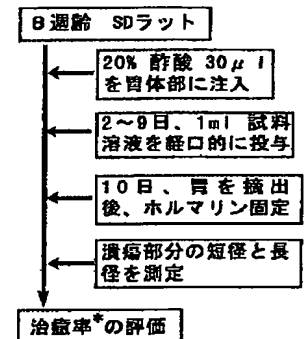 8週齢 SDラット
20% 酢酸 30μl
を胃体部に注入
2～9日、1ml 試料
溶液を経口的に投与
10日、胃を摘出
後、ホルマリン固定
潰瘍部分の短径と長
径を測定
治癒率*の評価